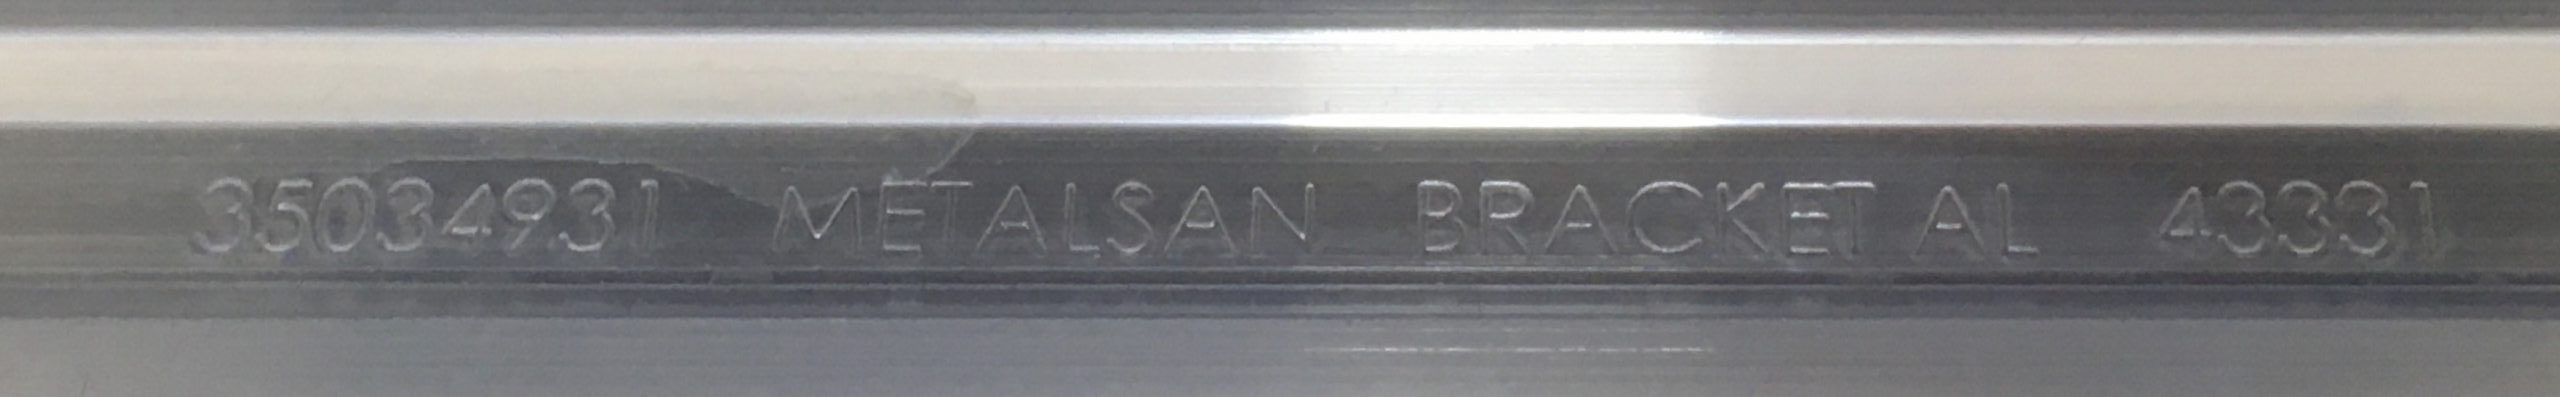 35034931 METALSAN BRACKET AL 43331